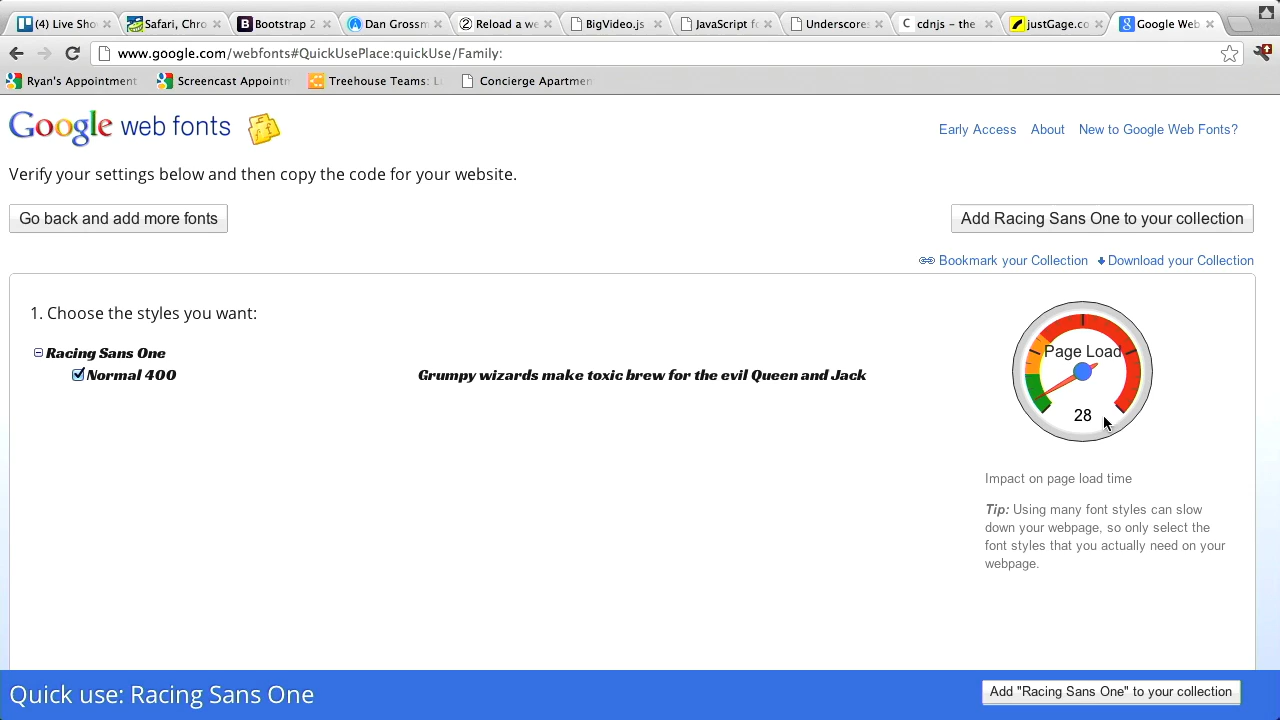 (4) Live Sho
Safari, Chro
Bootstrap 2
Dan Grossm
Reload a we
BigVideo.js
JavaScript fo
Underscore
cdnjs – the
justGage.co
Google Web
www.google.com/webfonts#QuickUsePlace:quickUse/Family:
Ryan's Appointment
Screencast Appointm
Treehouse Teams: Li
Concierge Apartmen
Google web fonts
Early Access
About
New to Google Web Fonts?
Verify your settings below and then copy the code for your website.
Go back and add more fonts
Add Racing Sans One to your collection
Bookmark your Collection
Download your Collection
1. Choose the styles you want:
Racing Sans One
Normal 400
Grumpy wizards make toxic brew for the evil Queen and Jack
Page Load
28
Impact on page load time
Tip: Using many font styles can slow
down your webpage, so only select the
font styles that you actually need on your
webpage.
Quick use: Racing Sans One
Add "Racing Sans One" to your collection